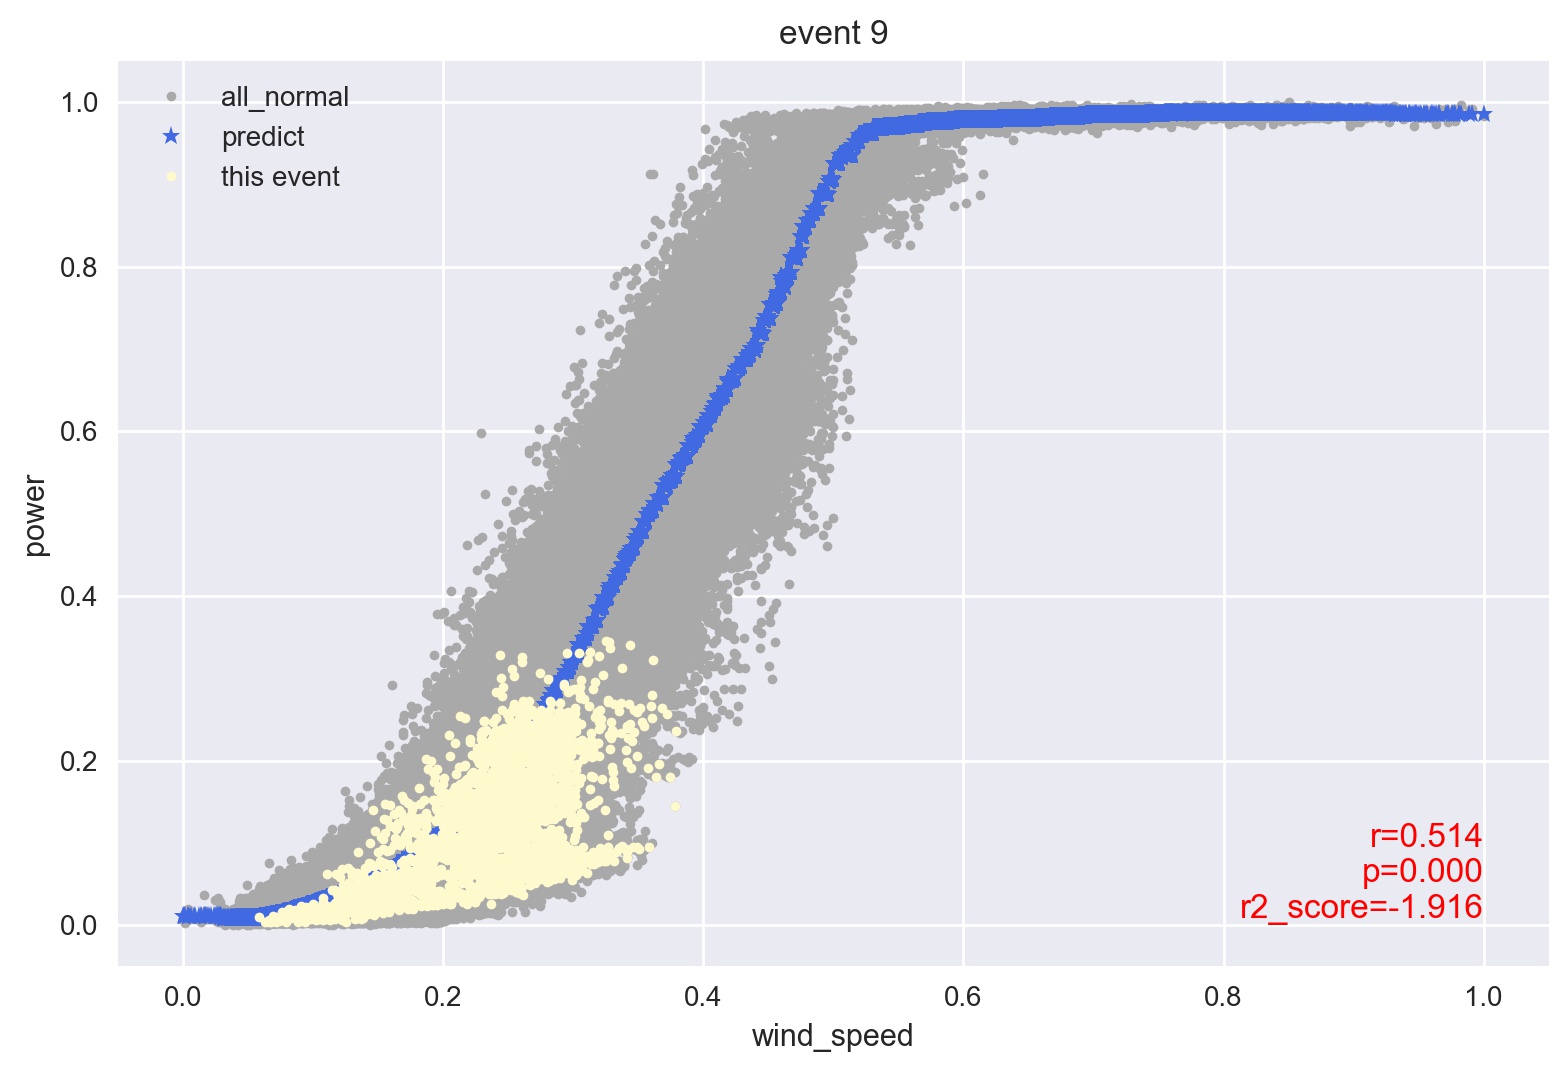 event 9
all_normal
predict
this event
1.0
0.8
0.6
0.4
0.2
0.0
power
r=0.514
p=0.000
r2_score=-1.916
0.0 0.2 0.4 0.6 0.8 1.0
wind_speed